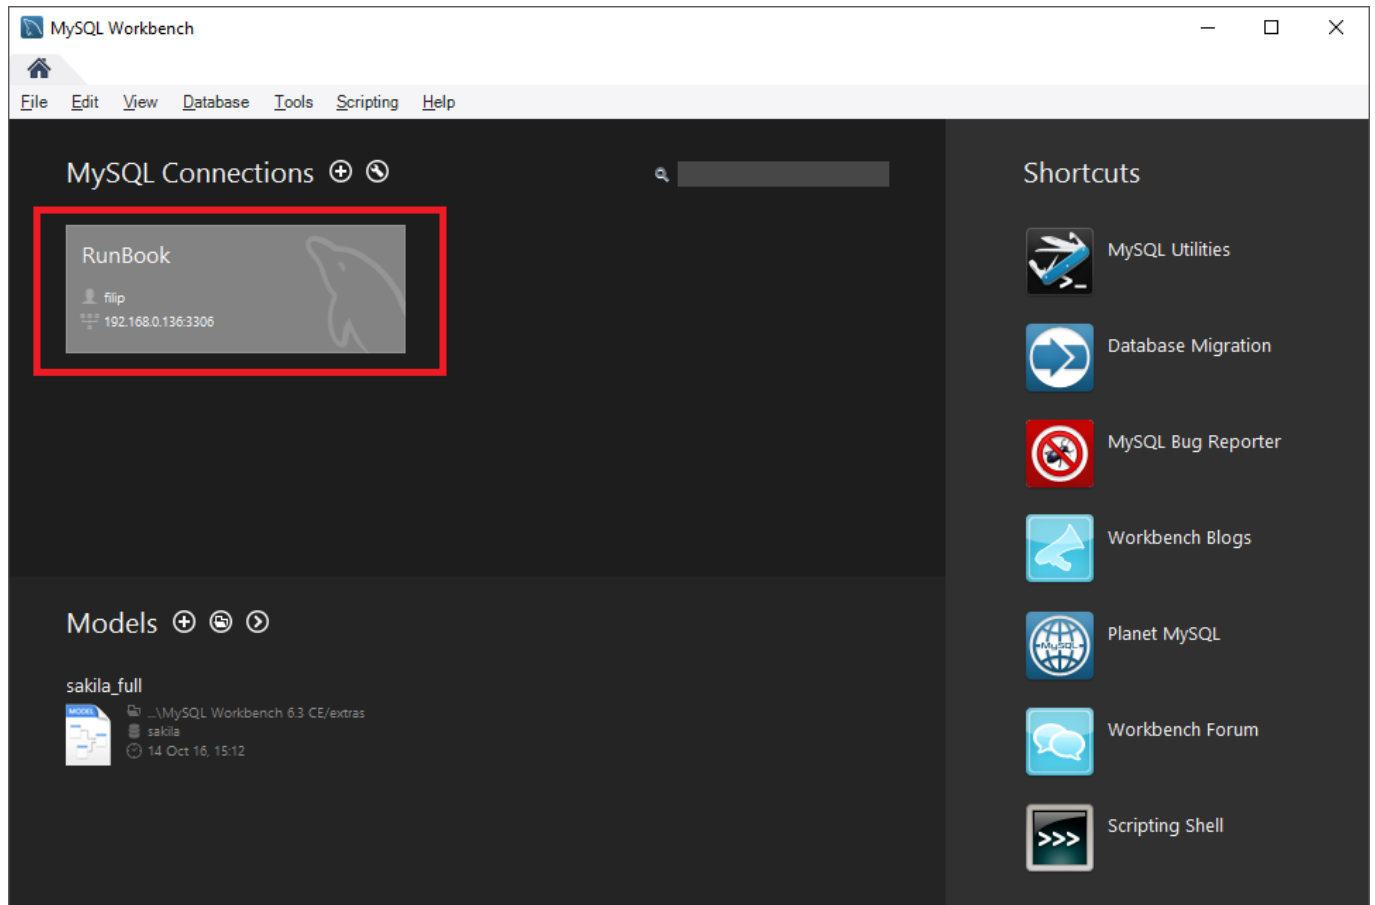 MySQL Workbench
File Edit View Database Tools Scripting Help
MySQL Connections
RunBook
filip
192.168.0.136:3306
Models
sakila_full
MODEL
...\MySQL Workbench 6.3 CE/extras
sakila
14 Oct 16, 15:12
Shortcuts
MySQL Utilities
Database Migration
MySQL Bug Reporter
Workbench Blogs
MySQL
Planet MySQL
Workbench Forum
>>>
Scripting Shell